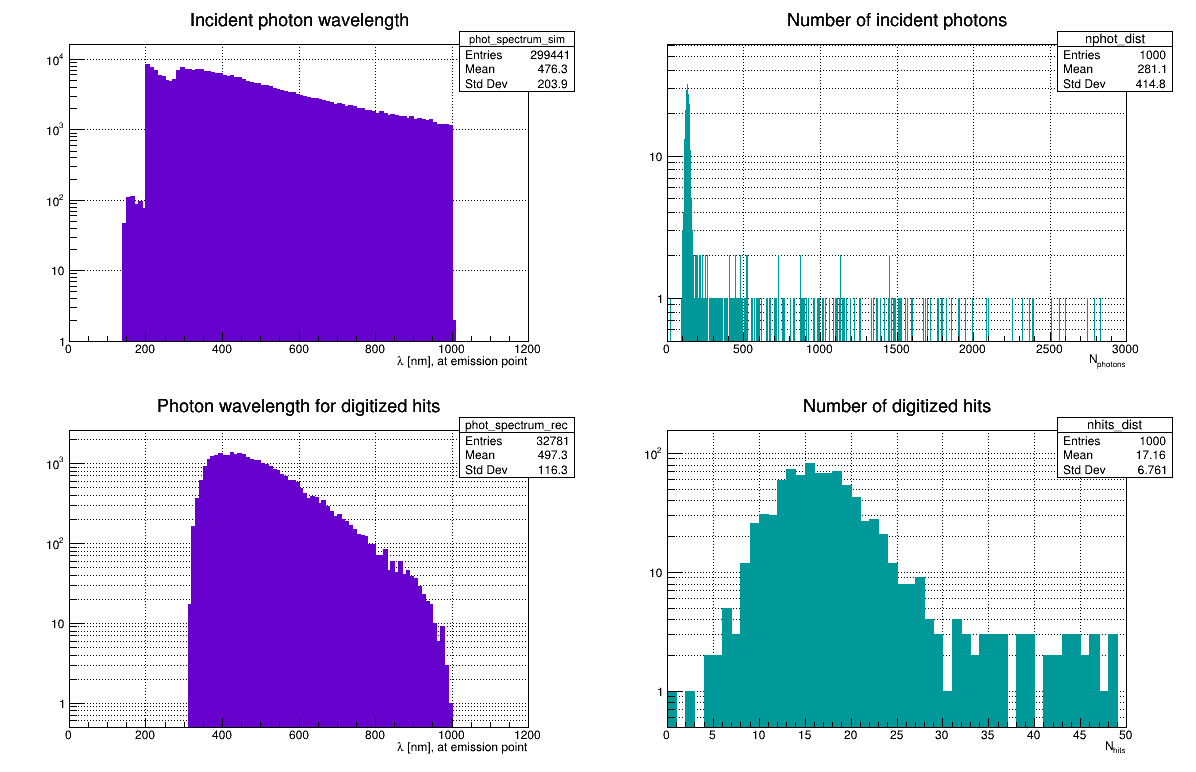 Incident photon wavelength
phot_spectrum_sim
Entries 299441
Mean 476.3
Std Dev 203.9
10^4
10^3
10^2
10
1
0 200 400 600 800 1000 1200
λ [nm], at emission point
Number of incident photons
nphot_dist
Entries 1000
Mean 281.1
Std Dev 414.8
10
1
0 500 1000 1500 2000 2500 3000
N_photons
Photon wavelength for digitized hits
phot_spectrum_rec
Entries 32781
Mean 497.3
Std Dev 116.3
10^3
10^2
10
1
0 200 400 600 800 1000 1200
λ [nm], at emission point
Number of digitized hits
nhits_dist
Entries 1000
Mean 17.16
Std Dev 6.761
10^2
10
1
0 5 10 15 20 25 30 35 40 45 50
N_hits